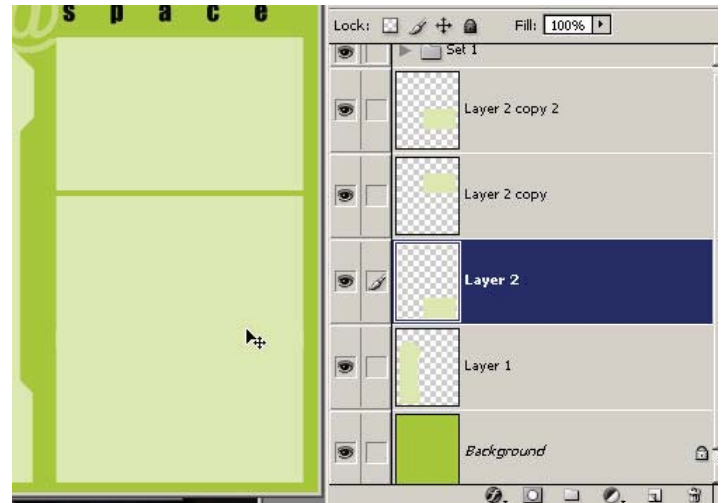 @ s p a c e
Lock: Fill: 100%
Set 1
Layer 2 copy 2
Layer 2 copy
Layer 2
Layer 1
Background